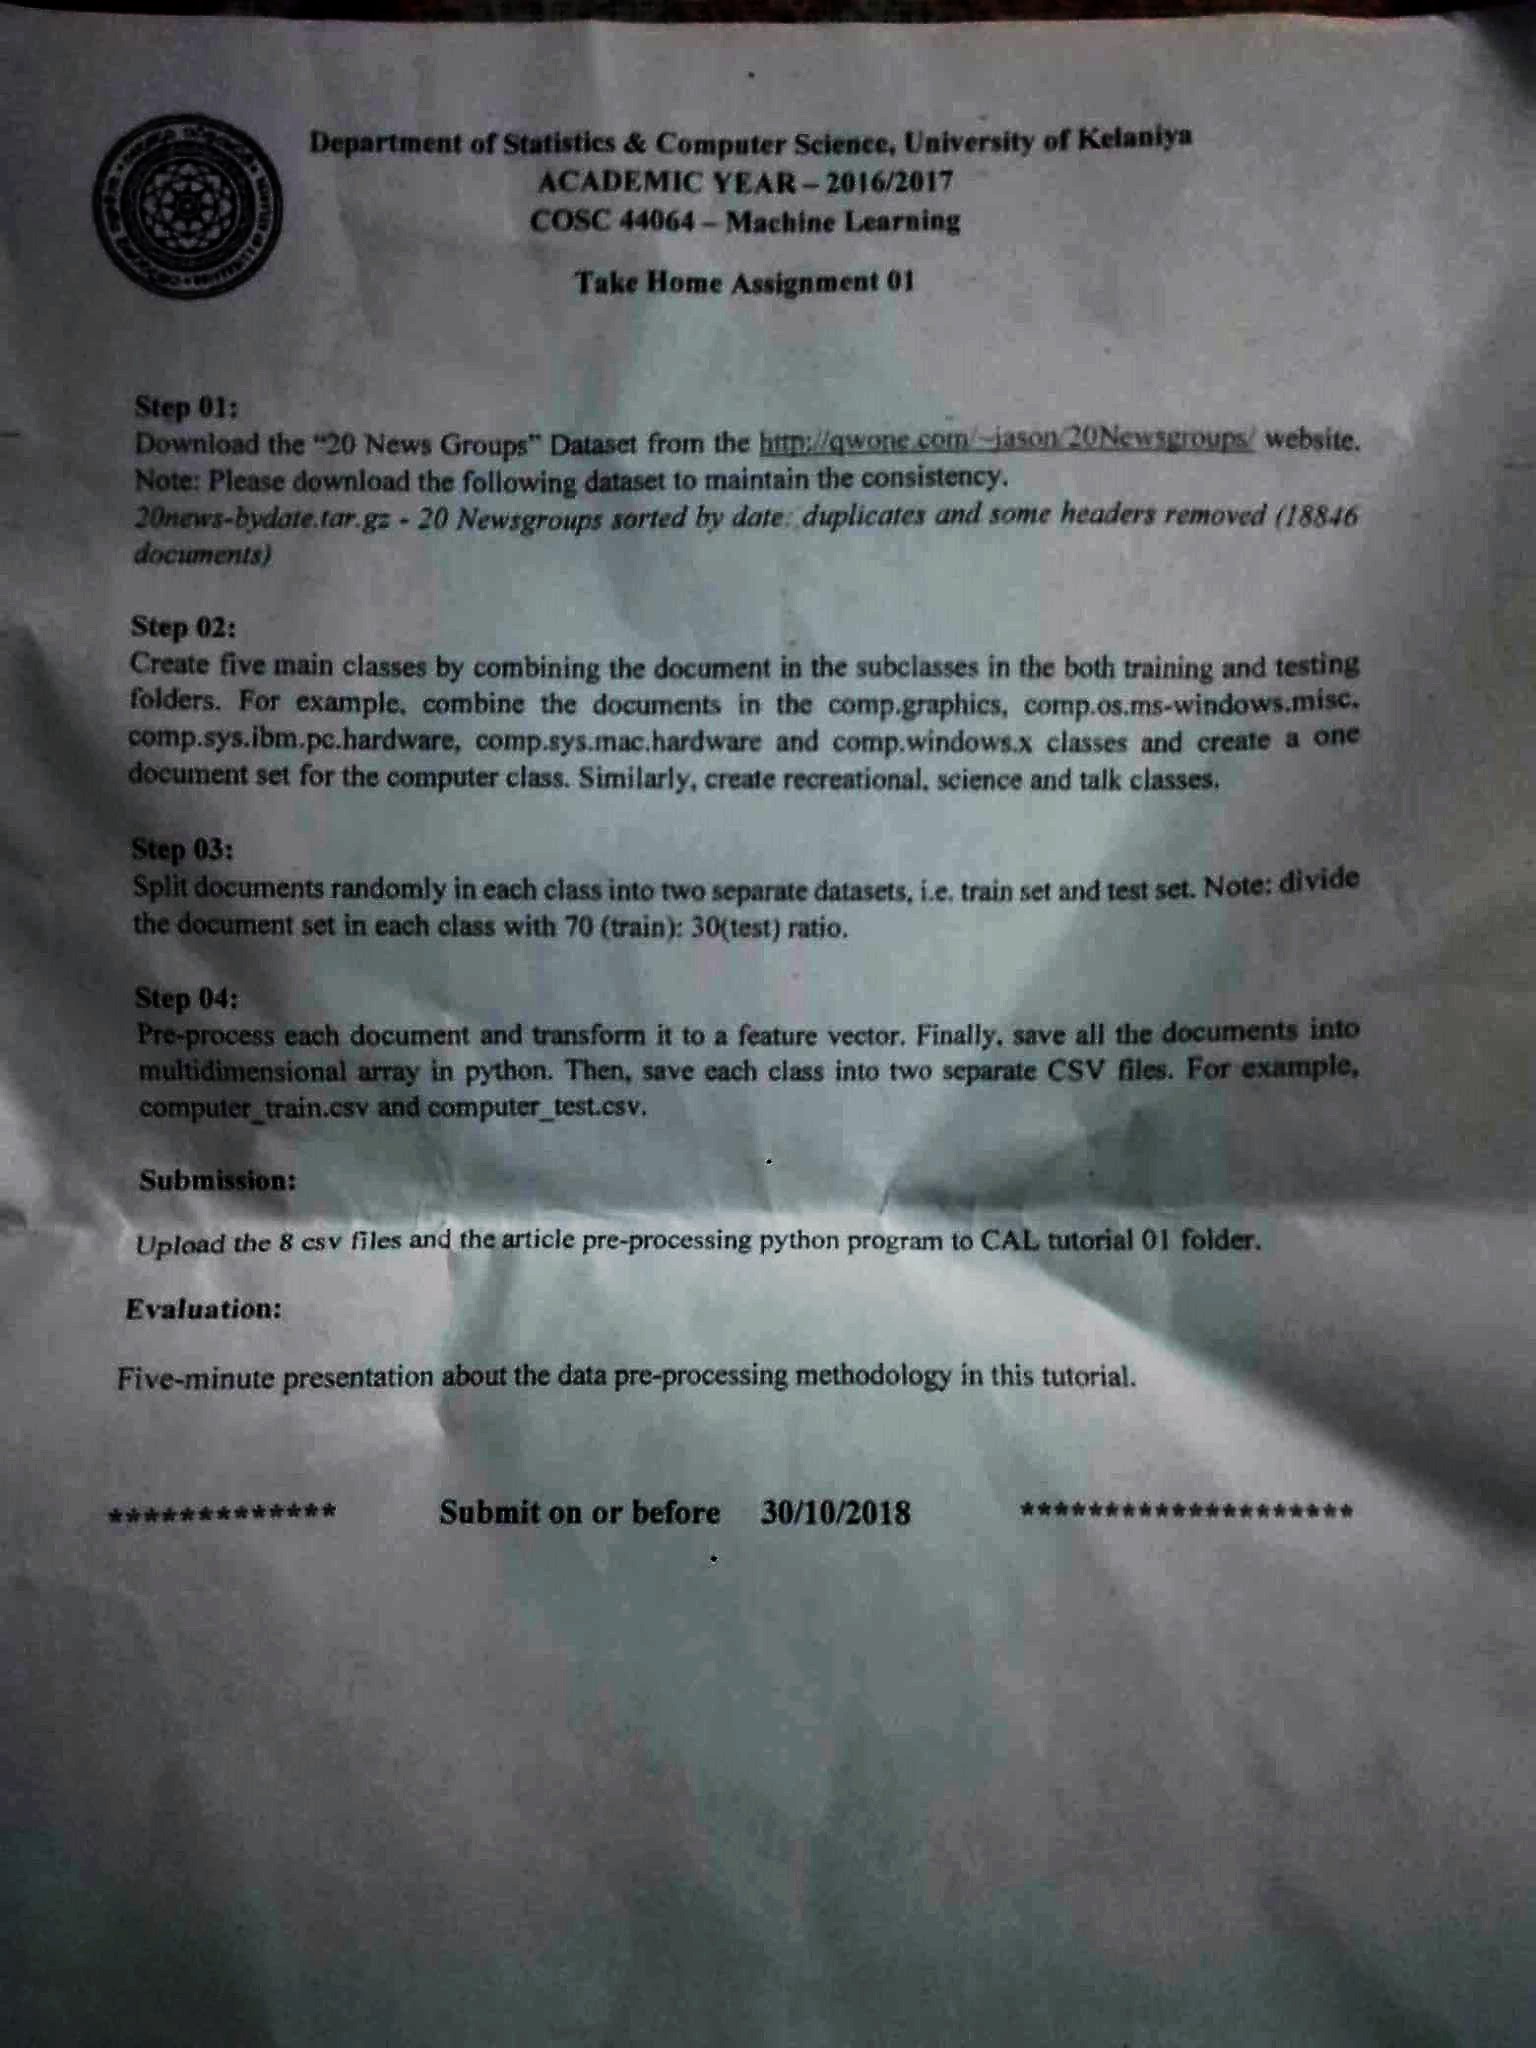 Department of Statistics & Computer Science, University of Kelaniya
ACADEMIC YEAR – 2016/2017
COSC 44064 – Machine Learning
Take Home Assignment 01
Step 01:
Download the “20 News Groups” Dataset from the http://qwone.com/~jason/20Newsgroups/ website.
Note: Please download the following dataset to maintain the consistency.
20news-bydate.tar.gz - 20 Newsgroups sorted by date; duplicates and some headers removed (18846
documents)
Step 02:
Create five main classes by combining the document in the subclasses in the both training and testing
folders. For example, combine the documents in the comp.graphics, comp.os.ms-windows.misc,
comp.sys.ibm.pc.hardware, comp.sys.mac.hardware and comp.windows.x classes and create a one
document set for the computer class. Similarly, create recreational, science and talk classes.
Step 03:
Split documents randomly in each class into two separate datasets, i.e. train set and test set. Note: divide
the document set in each class with 70 (train): 30(test) ratio.
Step 04:
Pre-process each document and transform it to a feature vector. Finally, save all the documents into
multidimensional array in python. Then, save each class into two separate CSV files. For example,
computer_train.csv and computer_test.csv.
Submission:
Upload the 8 csv files and the article pre-processing python program to CAL tutorial 01 folder.
Evaluation:
Five-minute presentation about the data pre-processing methodology in this tutorial.
************* Submit on or before 30/10/2018 ********************